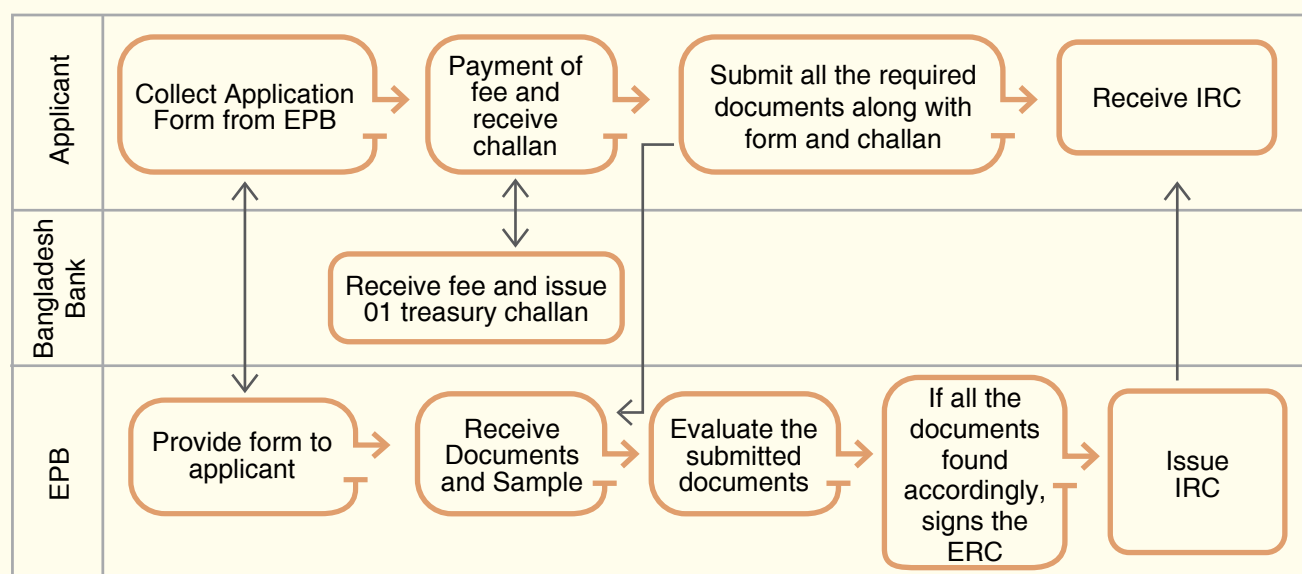 Applicant
Collect Application
Form from EPB
Payment of
fee and
receive
challan
Submit all the required
documents along with
form and challan
Receive IRC
Bangladesh
Bank
Receive fee and issue
01 treasury challan
EPB
Provide form to
applicant
Receive
Documents
and Sample
Evaluate the
submitted
documents
If all the
documents
found
accordingly,
signs the
ERC
Issue
IRC